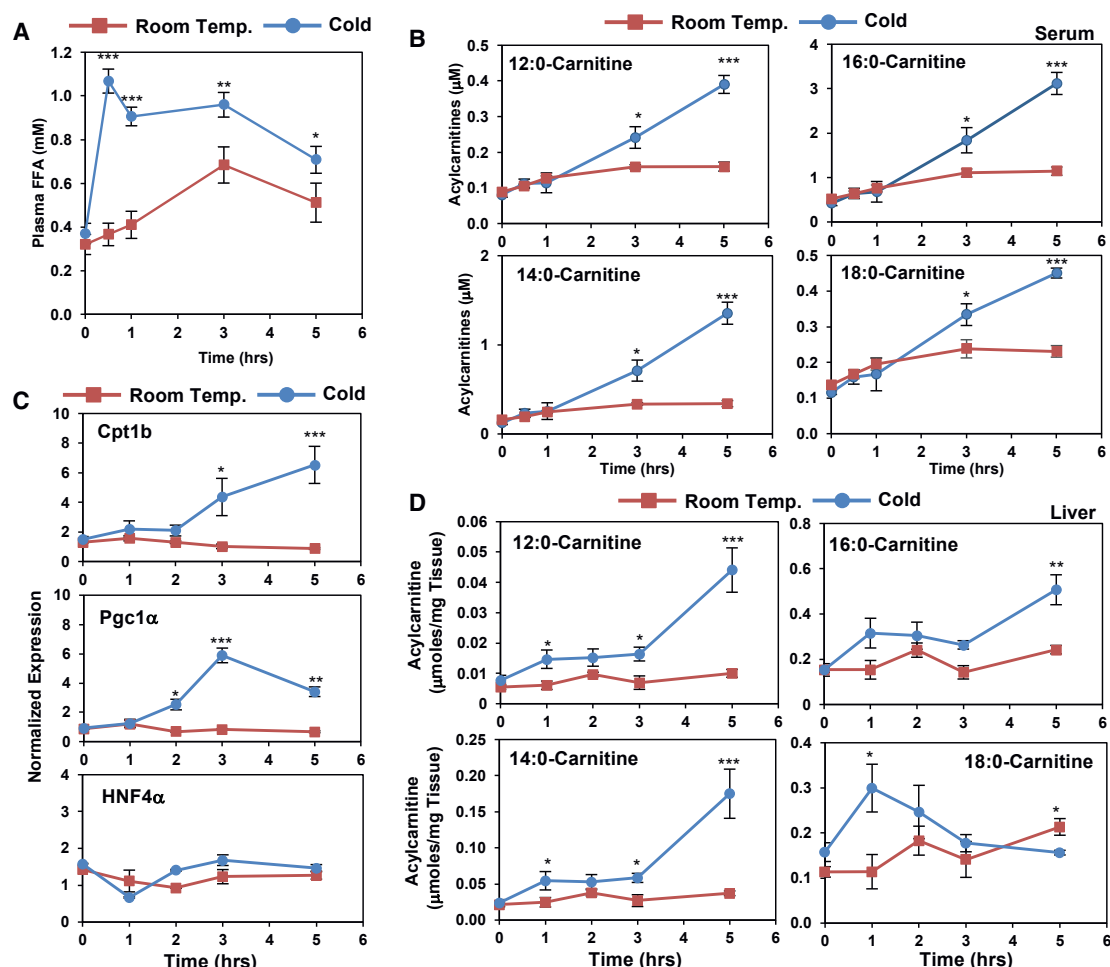 A
Room Temp. Cold
Plasma FFA (mM)
1.2
1.0
0.8
0.6
0.4
0.2
0.0
***
***
**
*
0 1 2 3 4 5 6
Time (hrs)
B
Room Temp. Cold
Serum
12:0-Carnitine
Acylcarnitines (µM)
0.5
0.4
0.3
0.2
0.1
0.0
*
***
0 1 2 3 4 5 6
16:0-Carnitine
4
3
2
1
0
*
***
0 1 2 3 4 5 6
14:0-Carnitine
Acylcarnitines (µM)
2
1
0
*
***
0 1 2 3 4 5 6
Time (hrs)
18:0-Carnitine
0.5
0.4
0.3
0.2
0.1
0.0
*
***
0 1 2 3 4 5 6
Time (hrs)
C
Room Temp. Cold
Normalized Expression
Cpt1b
10
8
6
4
2
0
*
***
0 1 2 3 4 5 6
Pgc1α
10
8
6
4
2
0
*
***
**
0 1 2 3 4 5 6
HNF4α
4
3
2
1
0
0 1 2 3 4 5 6
Time (hrs)
D
Room Temp. Cold
Liver
12:0-Carnitine
Acylcarnitine
(µmoles/mg Tissue)
0.06
0.05
0.04
0.03
0.02
0.01
0
*
*
***
0 1 2 3 4 5 6
16:0-Carnitine
0.8
0.6
0.4
0.2
0.0
**
0 1 2 3 4 5 6
14:0-Carnitine
Acylcarnitine
(µmoles/mg Tissue)
0.25
0.20
0.15
0.10
0.05
0.00
*
*
***
0 1 2 3 4 5 6
Time (hrs)
18:0-Carnitine
0.4
0.3
0.2
0.1
0.0
*
*
0 1 2 3 4 5 6
Time (hrs)